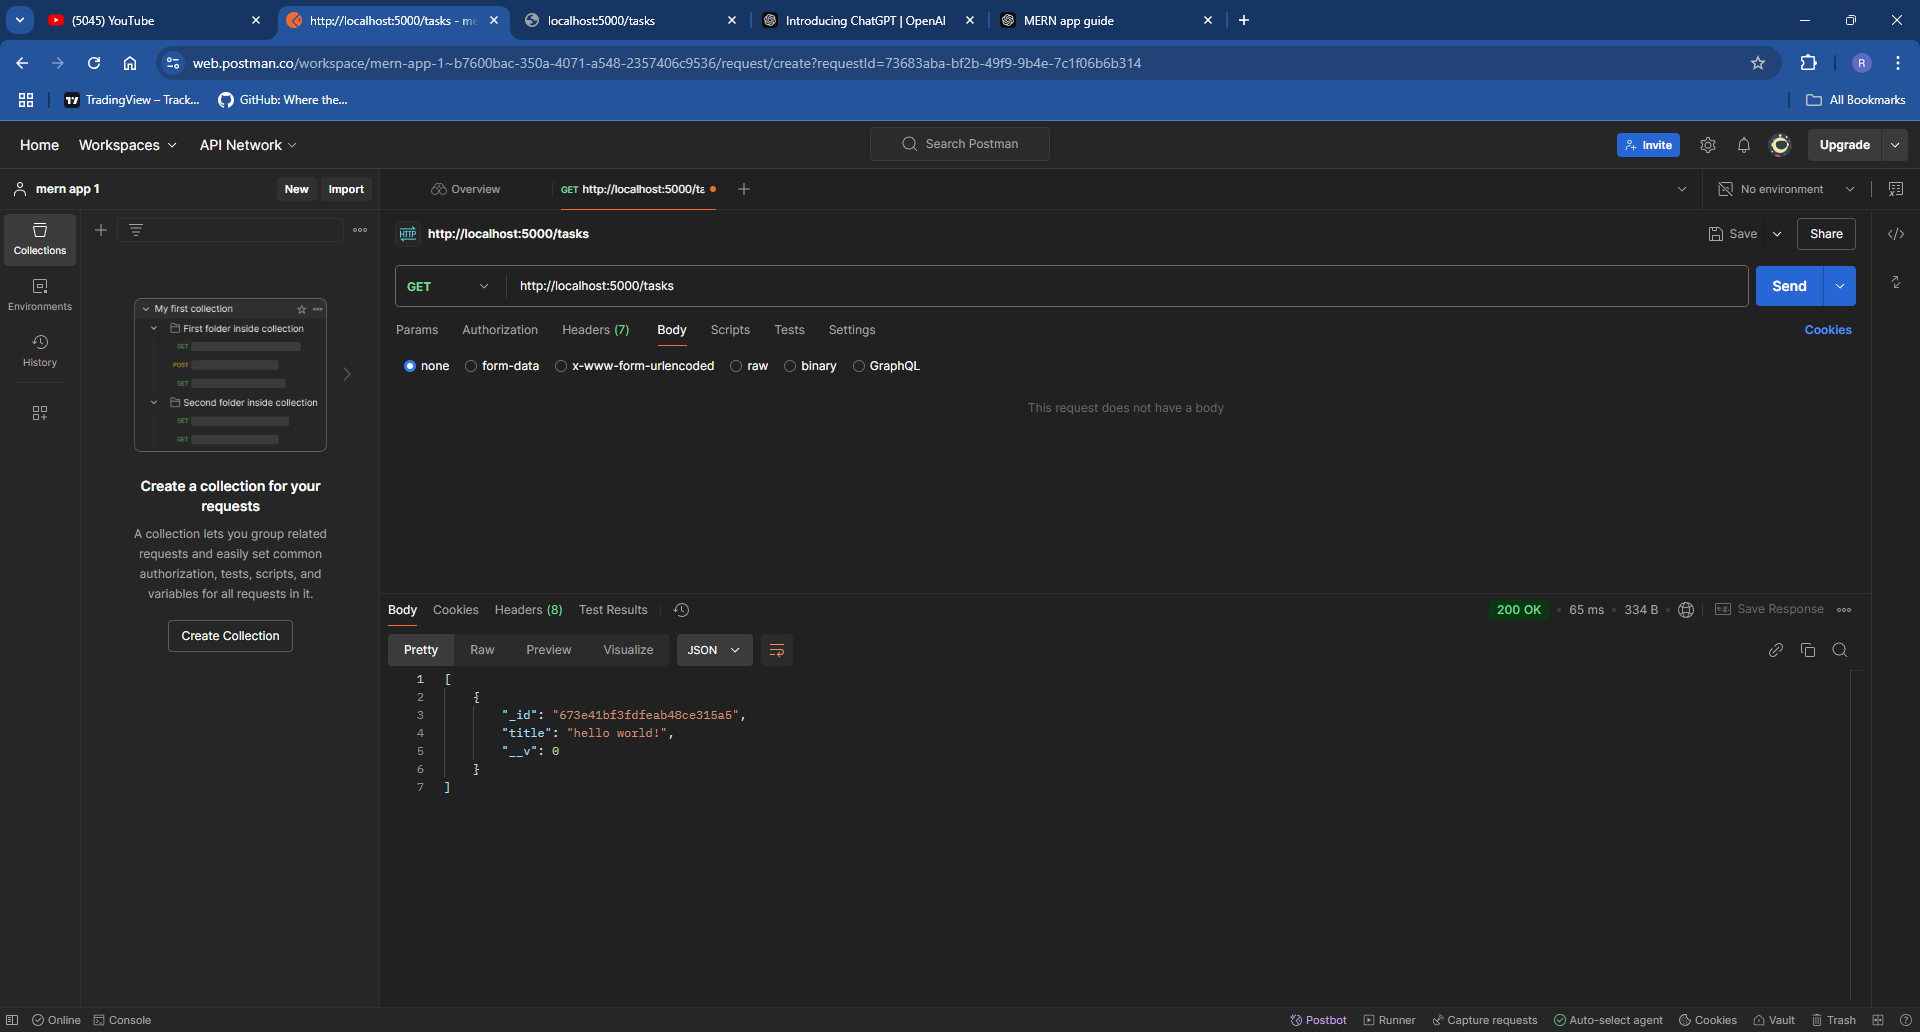 (5045) YouTube
http://localhost:5000/tasks - me
localhost:5000/tasks
Introducing ChatGPT | OpenAI
MERN app guide
web.postman.co/workspace/mern-app-1~b7600bac-350a-4071-a548-2357406c9536/request/create?requestId=73683aba-bf2b-49f9-9b4e-7c1f06b6b314
R
TradingView – Track...
GitHub: Where the...
All Bookmarks
Home
Workspaces
API Network
Search Postman
Invite
Upgrade
mern app 1
New
Import
Overview
GET http://localhost:5000/ta
No environment
Collections
Environments
History
My first collection
First folder inside collection
GET
POST
GET
Second folder inside collection
GET
GET
Create a collection for your
requests
A collection lets you group related
requests and easily set common
authorization, tests, scripts, and
variables for all requests in it.
Create Collection
HTTP http://localhost:5000/tasks
Save
Share
GET
http://localhost:5000/tasks
Send
Params
Authorization
Headers (7)
Body
Scripts
Tests
Settings
Cookies
none
form-data
x-www-form-urlencoded
raw
binary
GraphQL
This request does not have a body
Body
Cookies
Headers (8)
Test Results
200 OK
65 ms
334 B
Save Response
Pretty
Raw
Preview
Visualize
JSON
1 [
2 {
3 "_id": "673e41bf3fdfeab48ce315a5",
4 "title": "hello world!",
5 "__v": 0
6 }
7 ]
Online
Console
Postbot
Runner
Capture requests
Auto-select agent
Cookies
Vault
Trash